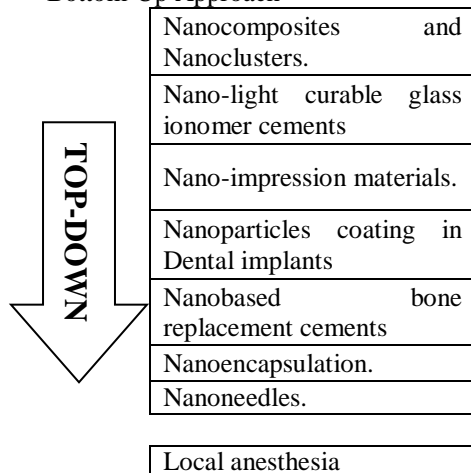 Bottom-Up Approach
Nanocomposites and
Nanoclusters.
Nano-light curable glass
ionomer cements
TOP-DOWN
Nano-impression materials.
Nanoparticles coating in
Dental implants
Nanobased bone
replacement cements
Nanoencapsulation.
Nanoneedles.
Local anesthesia